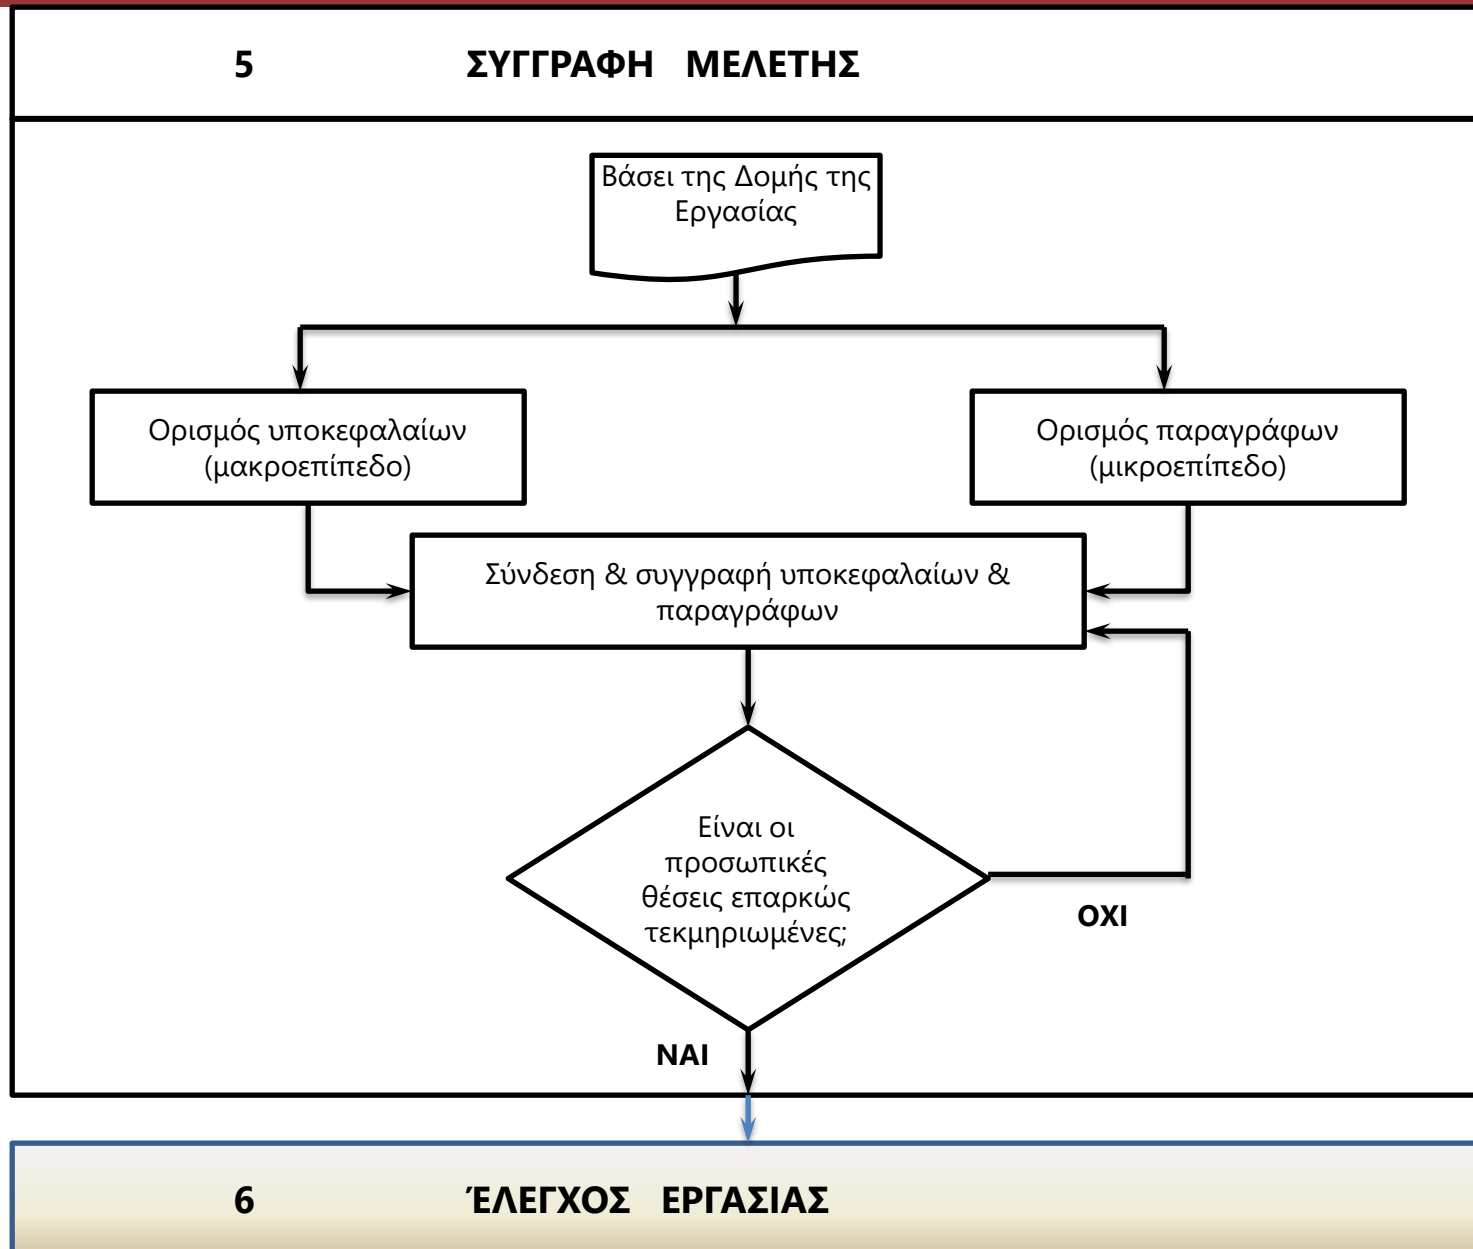 5 ΣΥΓΓΡΑΦΗ ΜΕΛΕΤΗΣ
Βάσει της Δομής της
Εργασίας
Ορισμός υποκεφαλαίων
(μακροεπίπεδο)
Ορισμός παραγράφων
(μικροεπίπεδο)
Σύνδεση & συγγραφή υποκεφαλαίων &
παραγράφων
Είναι οι
προσωπικές
θέσεις επαρκώς
τεκμηριωμένες;
ΟΧΙ
ΝΑΙ
6 ΈΛΕΓΧΟΣ ΕΡΓΑΣΙΑΣ